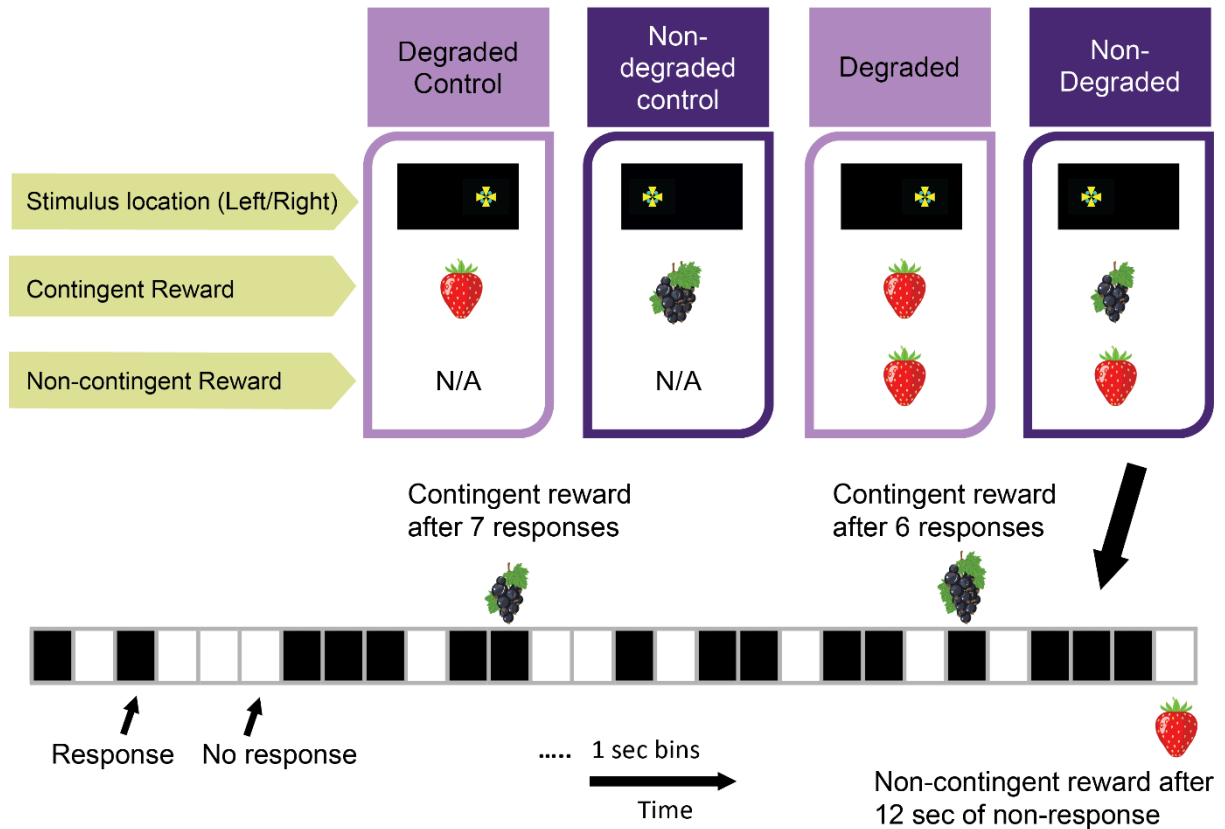 Degraded
Control
Non-
degraded
control
Degraded
Non-
Degraded
Stimulus location (Left/Right)
Contingent Reward
Non-contingent Reward
N/A
N/A
Contingent reward
after 7 responses
Contingent reward
after 6 responses
Response
No response
..... 1 sec bins
Time
Non-contingent reward after
12 sec of non-response